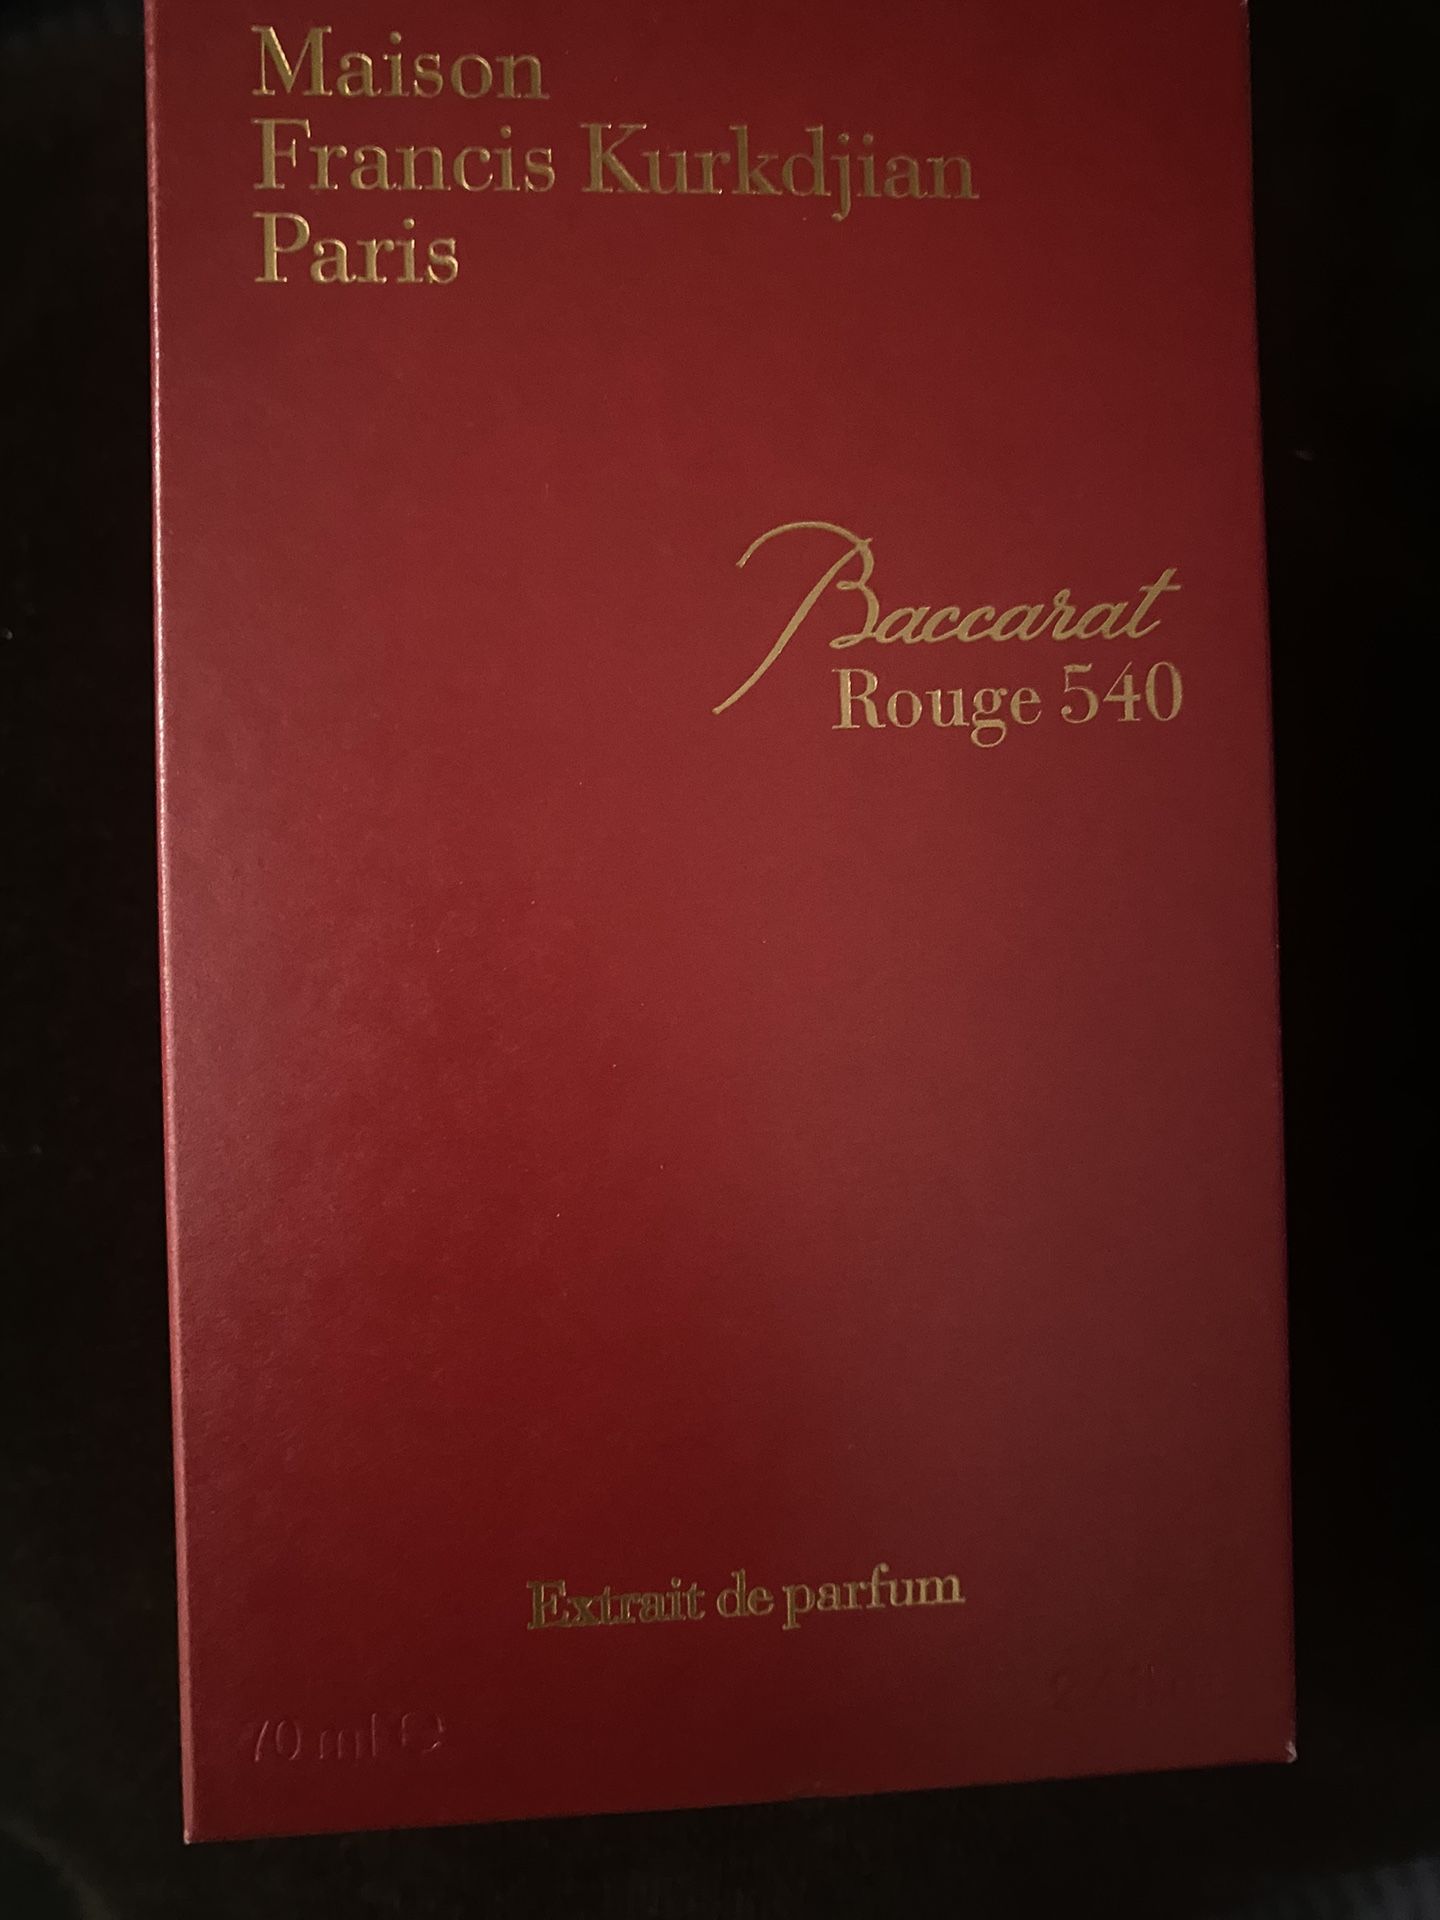 Maison
Francis Kurkdjian
Paris
Baccarat
Rouge 540
Extrait de parfum
70 ml ℮